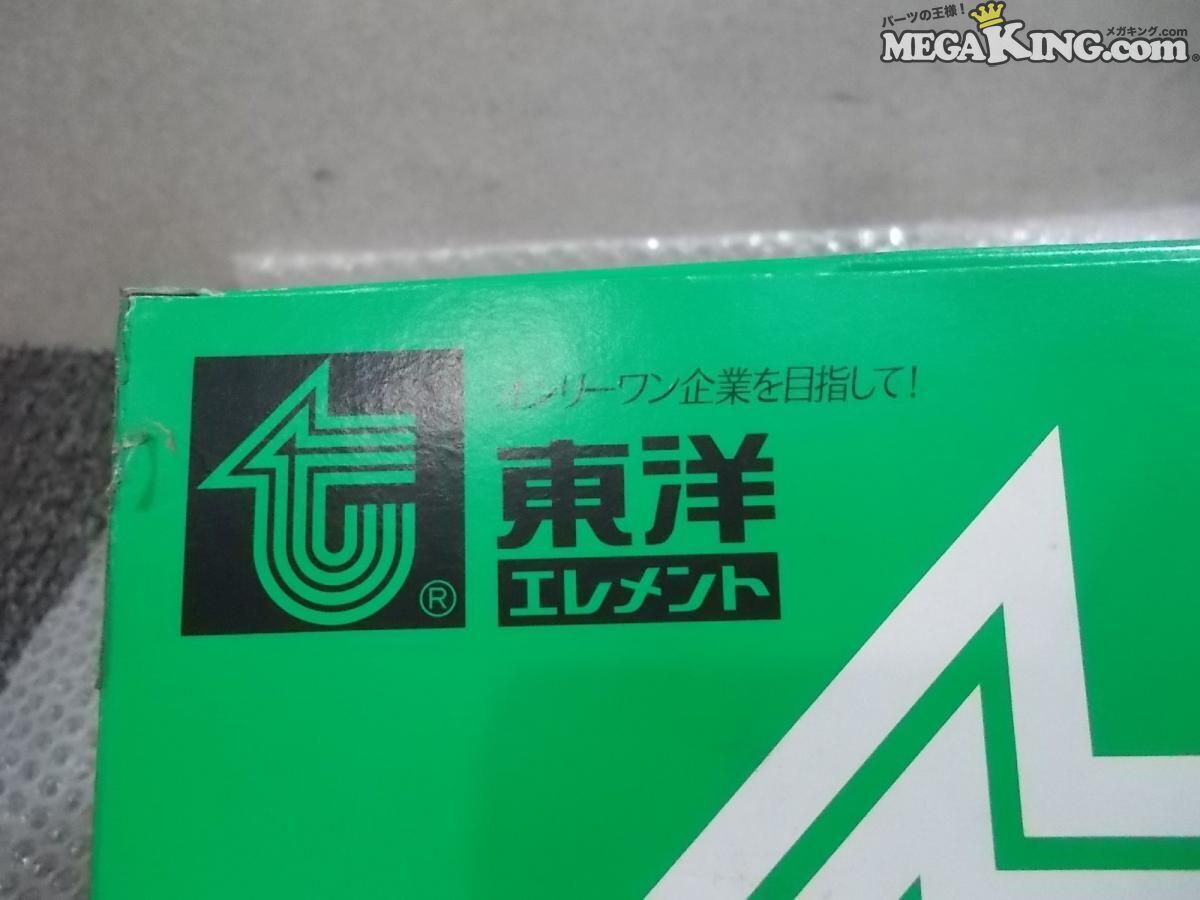 パーツの王様!
メガキング.com
MEGAKING.com®
オンリーワン企業を目指して!
東洋
エレメント
®